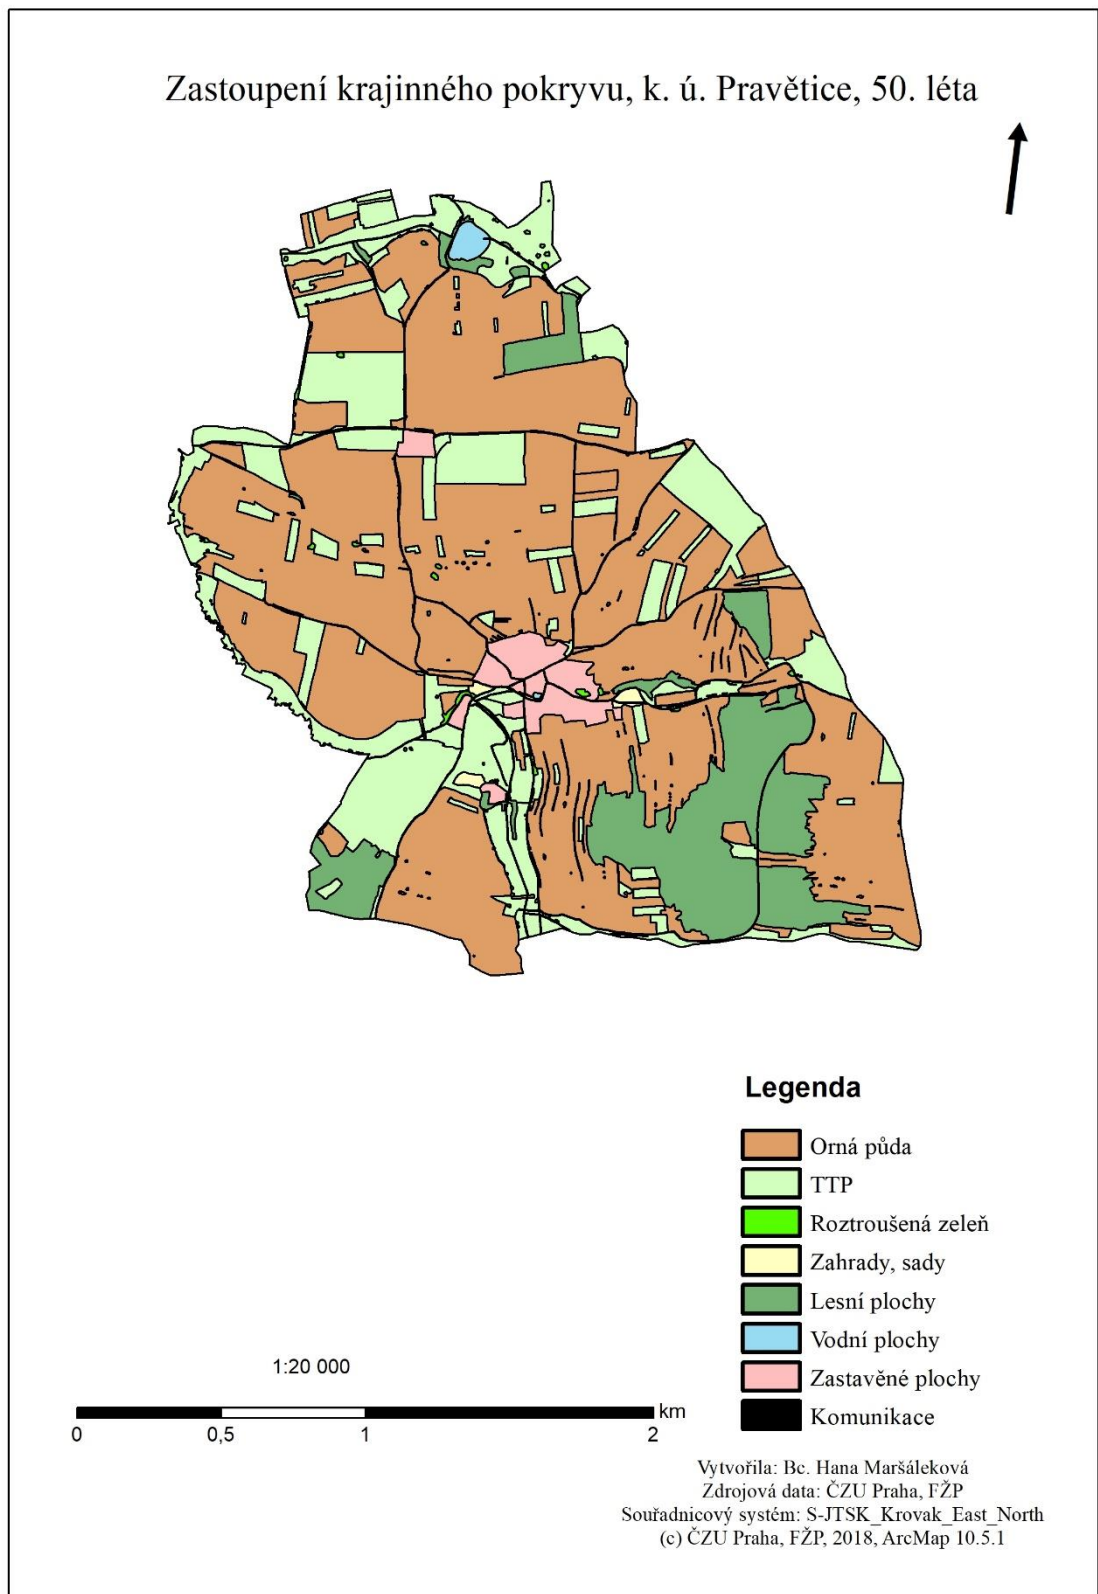 Zastoupení krajinného pokryvu, k. ú. Pravětice, 50. léta
Legenda
Orná půda
TTP
Roztroušená zeleň
Zahrady, sady
Lesní plochy
Vodní plochy
Zastavěné plochy
Komunikace
1:20 000
km
0 0,5 1 2
Vytvořila: Bc. Hana Maršáleková
Zdrojová data: ČZU Praha, FŽP
Souřadnicový systém: S-JTSK_Krovak_East_North
(c) ČZU Praha, FŽP, 2018, ArcMap 10.5.1